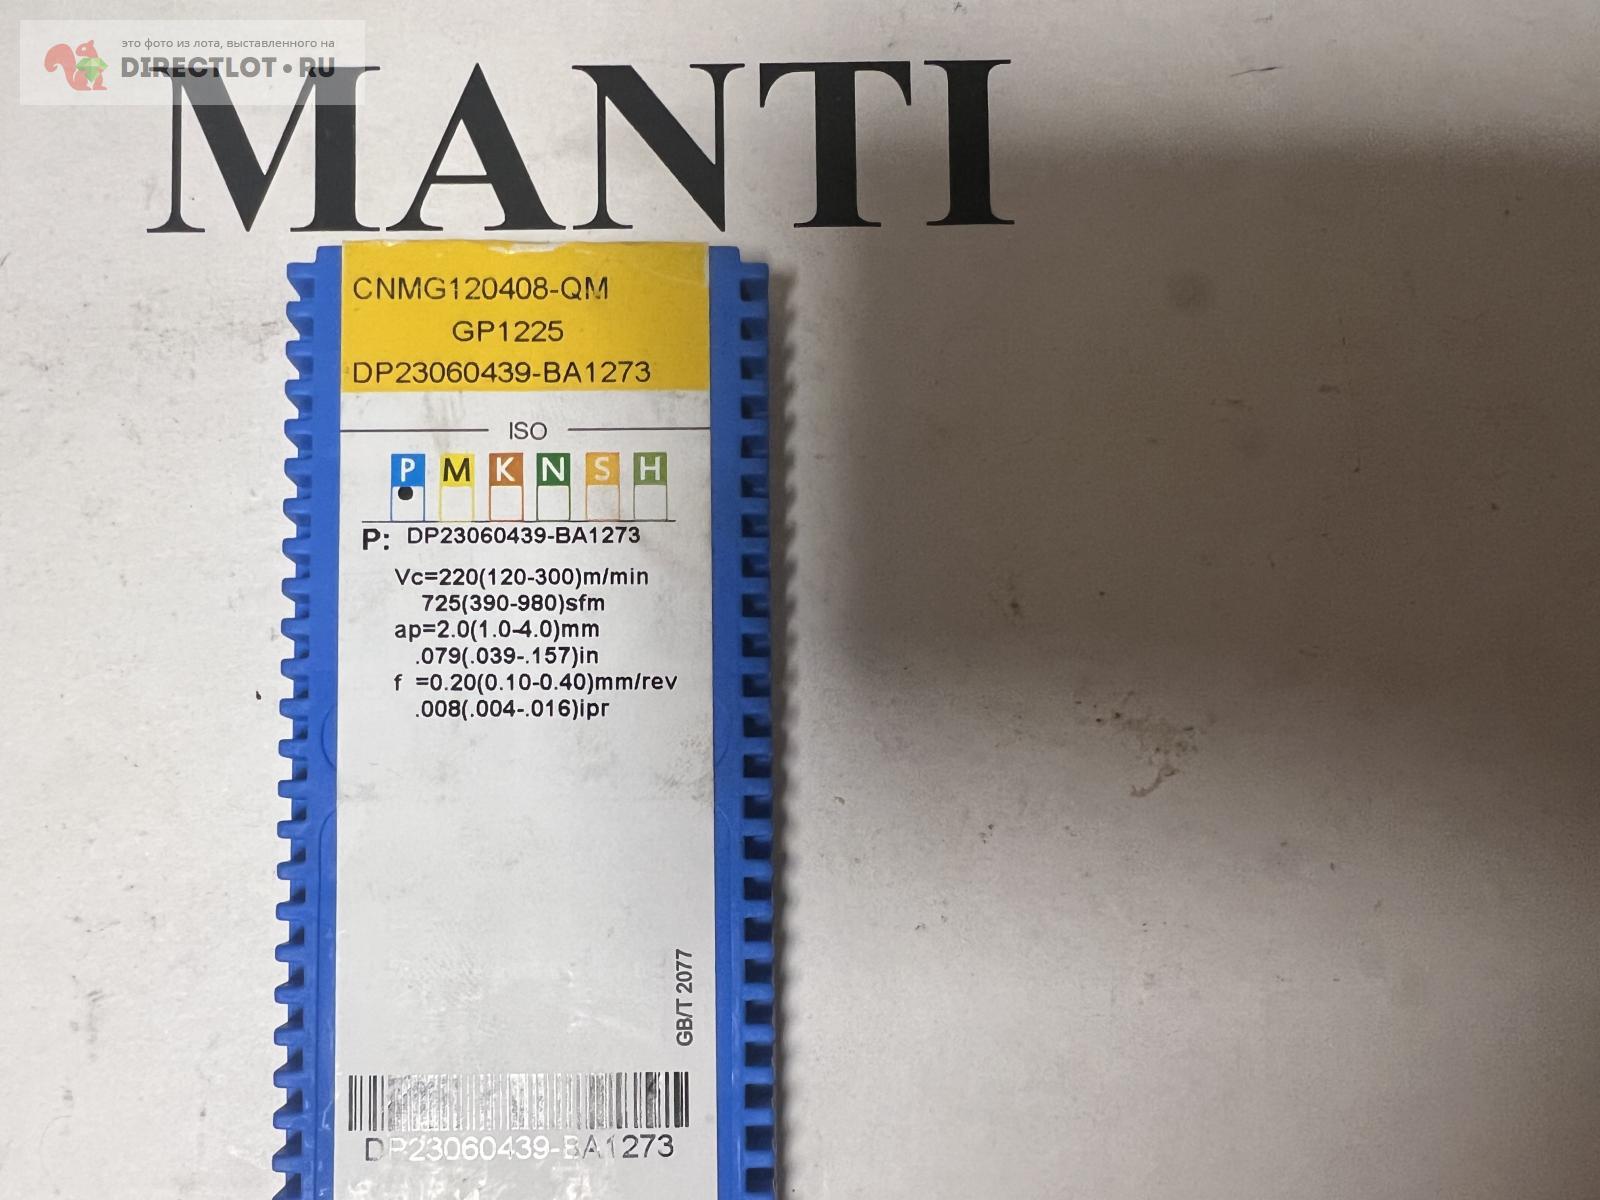 это фото из лота, выставленного на
DIRECTLOT•RU
MANTI
CNMG120408-QM
GP1225
DP23060439-BA1273
ISO
P M K N S H
P: DP23060439-BA1273
Vc=220(120-300)m/min
725(390-980)sfm
ap=2.0(1.0-4.0)mm
.079(.039-.157)in
f =0.20(0.10-0.40)mm/rev
.008(.004-.016)ipr
GB/T 2077
DP23060439-BA1273